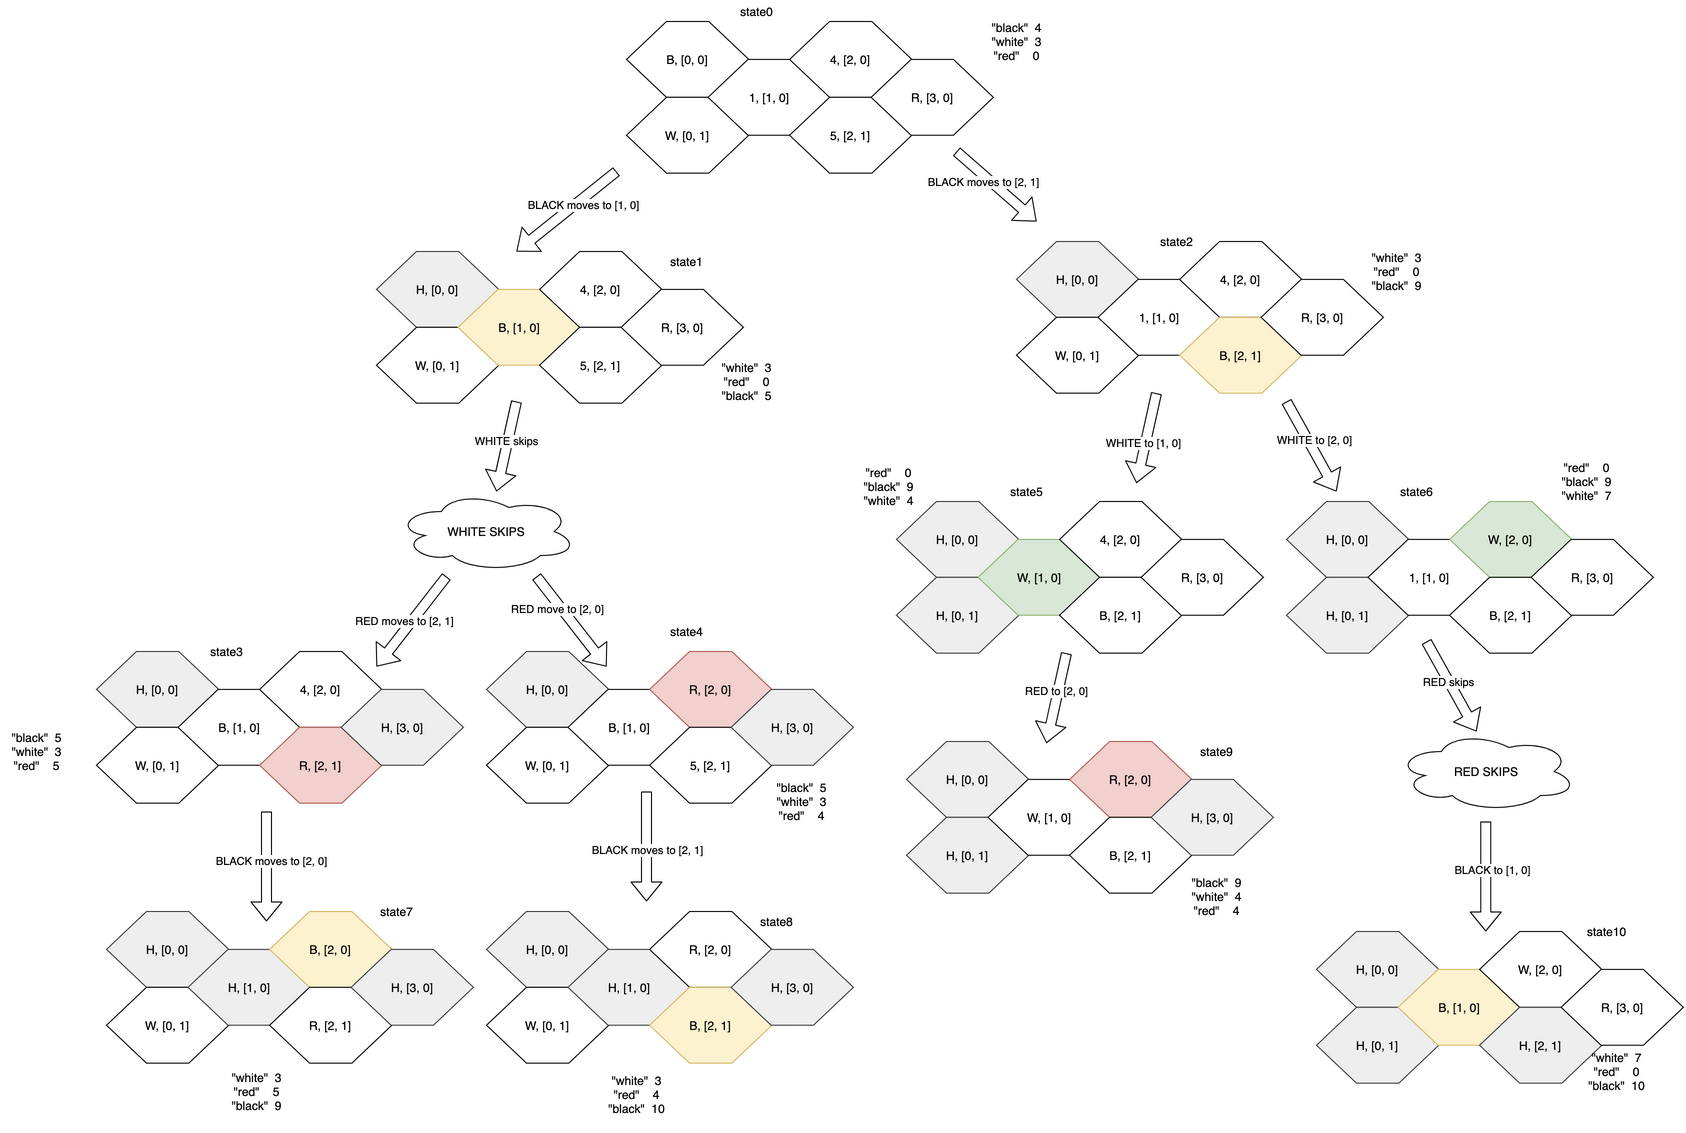 state0
B, [0, 0]
4, [2, 0]
1, [1, 0]
R, [3, 0]
W, [0, 1]
5, [2, 1]
"black" 4
"white" 3
"red" 0
BLACK moves to [1, 0]
BLACK moves to [2, 1]
state1
H, [0, 0]
4, [2, 0]
B, [1, 0]
R, [3, 0]
W, [0, 1]
5, [2, 1]
"white" 3
"red" 0
"black" 5
state2
H, [0, 0]
4, [2, 0]
1, [1, 0]
R, [3, 0]
W, [0, 1]
B, [2, 1]
"white" 3
"red" 0
"black" 9
WHITE skips
WHITE SKIPS
WHITE to [1, 0]
WHITE to [2, 0]
RED moves to [2, 1]
RED move to [2, 0]
"red" 0
"black" 9
"white" 4
state5
H, [0, 0]
4, [2, 0]
W, [1, 0]
R, [3, 0]
H, [0, 1]
B, [2, 1]
state6
"red" 0
"black" 9
"white" 7
H, [0, 0]
W, [2, 0]
1, [1, 0]
R, [3, 0]
H, [0, 1]
B, [2, 1]
state3
H, [0, 0]
4, [2, 0]
B, [1, 0]
H, [3, 0]
W, [0, 1]
R, [2, 1]
"black" 5
"white" 3
"red" 5
state4
H, [0, 0]
R, [2, 0]
B, [1, 0]
H, [3, 0]
W, [0, 1]
5, [2, 1]
"black" 5
"white" 3
"red" 4
RED to [2, 0]
RED skips
RED SKIPS
state9
H, [0, 0]
R, [2, 0]
W, [1, 0]
H, [3, 0]
H, [0, 1]
B, [2, 1]
"black" 9
"white" 4
"red" 4
BLACK moves to [2, 0]
BLACK moves to [2, 1]
BLACK to [1, 0]
state7
H, [0, 0]
B, [2, 0]
H, [1, 0]
H, [3, 0]
W, [0, 1]
R, [2, 1]
"white" 3
"red" 5
"black" 9
state8
H, [0, 0]
R, [2, 0]
H, [1, 0]
H, [3, 0]
W, [0, 1]
B, [2, 1]
"white" 3
"red" 4
"black" 10
state10
H, [0, 0]
W, [2, 0]
B, [1, 0]
R, [3, 0]
H, [0, 1]
H, [2, 1]
"white" 7
"red" 0
"black" 10